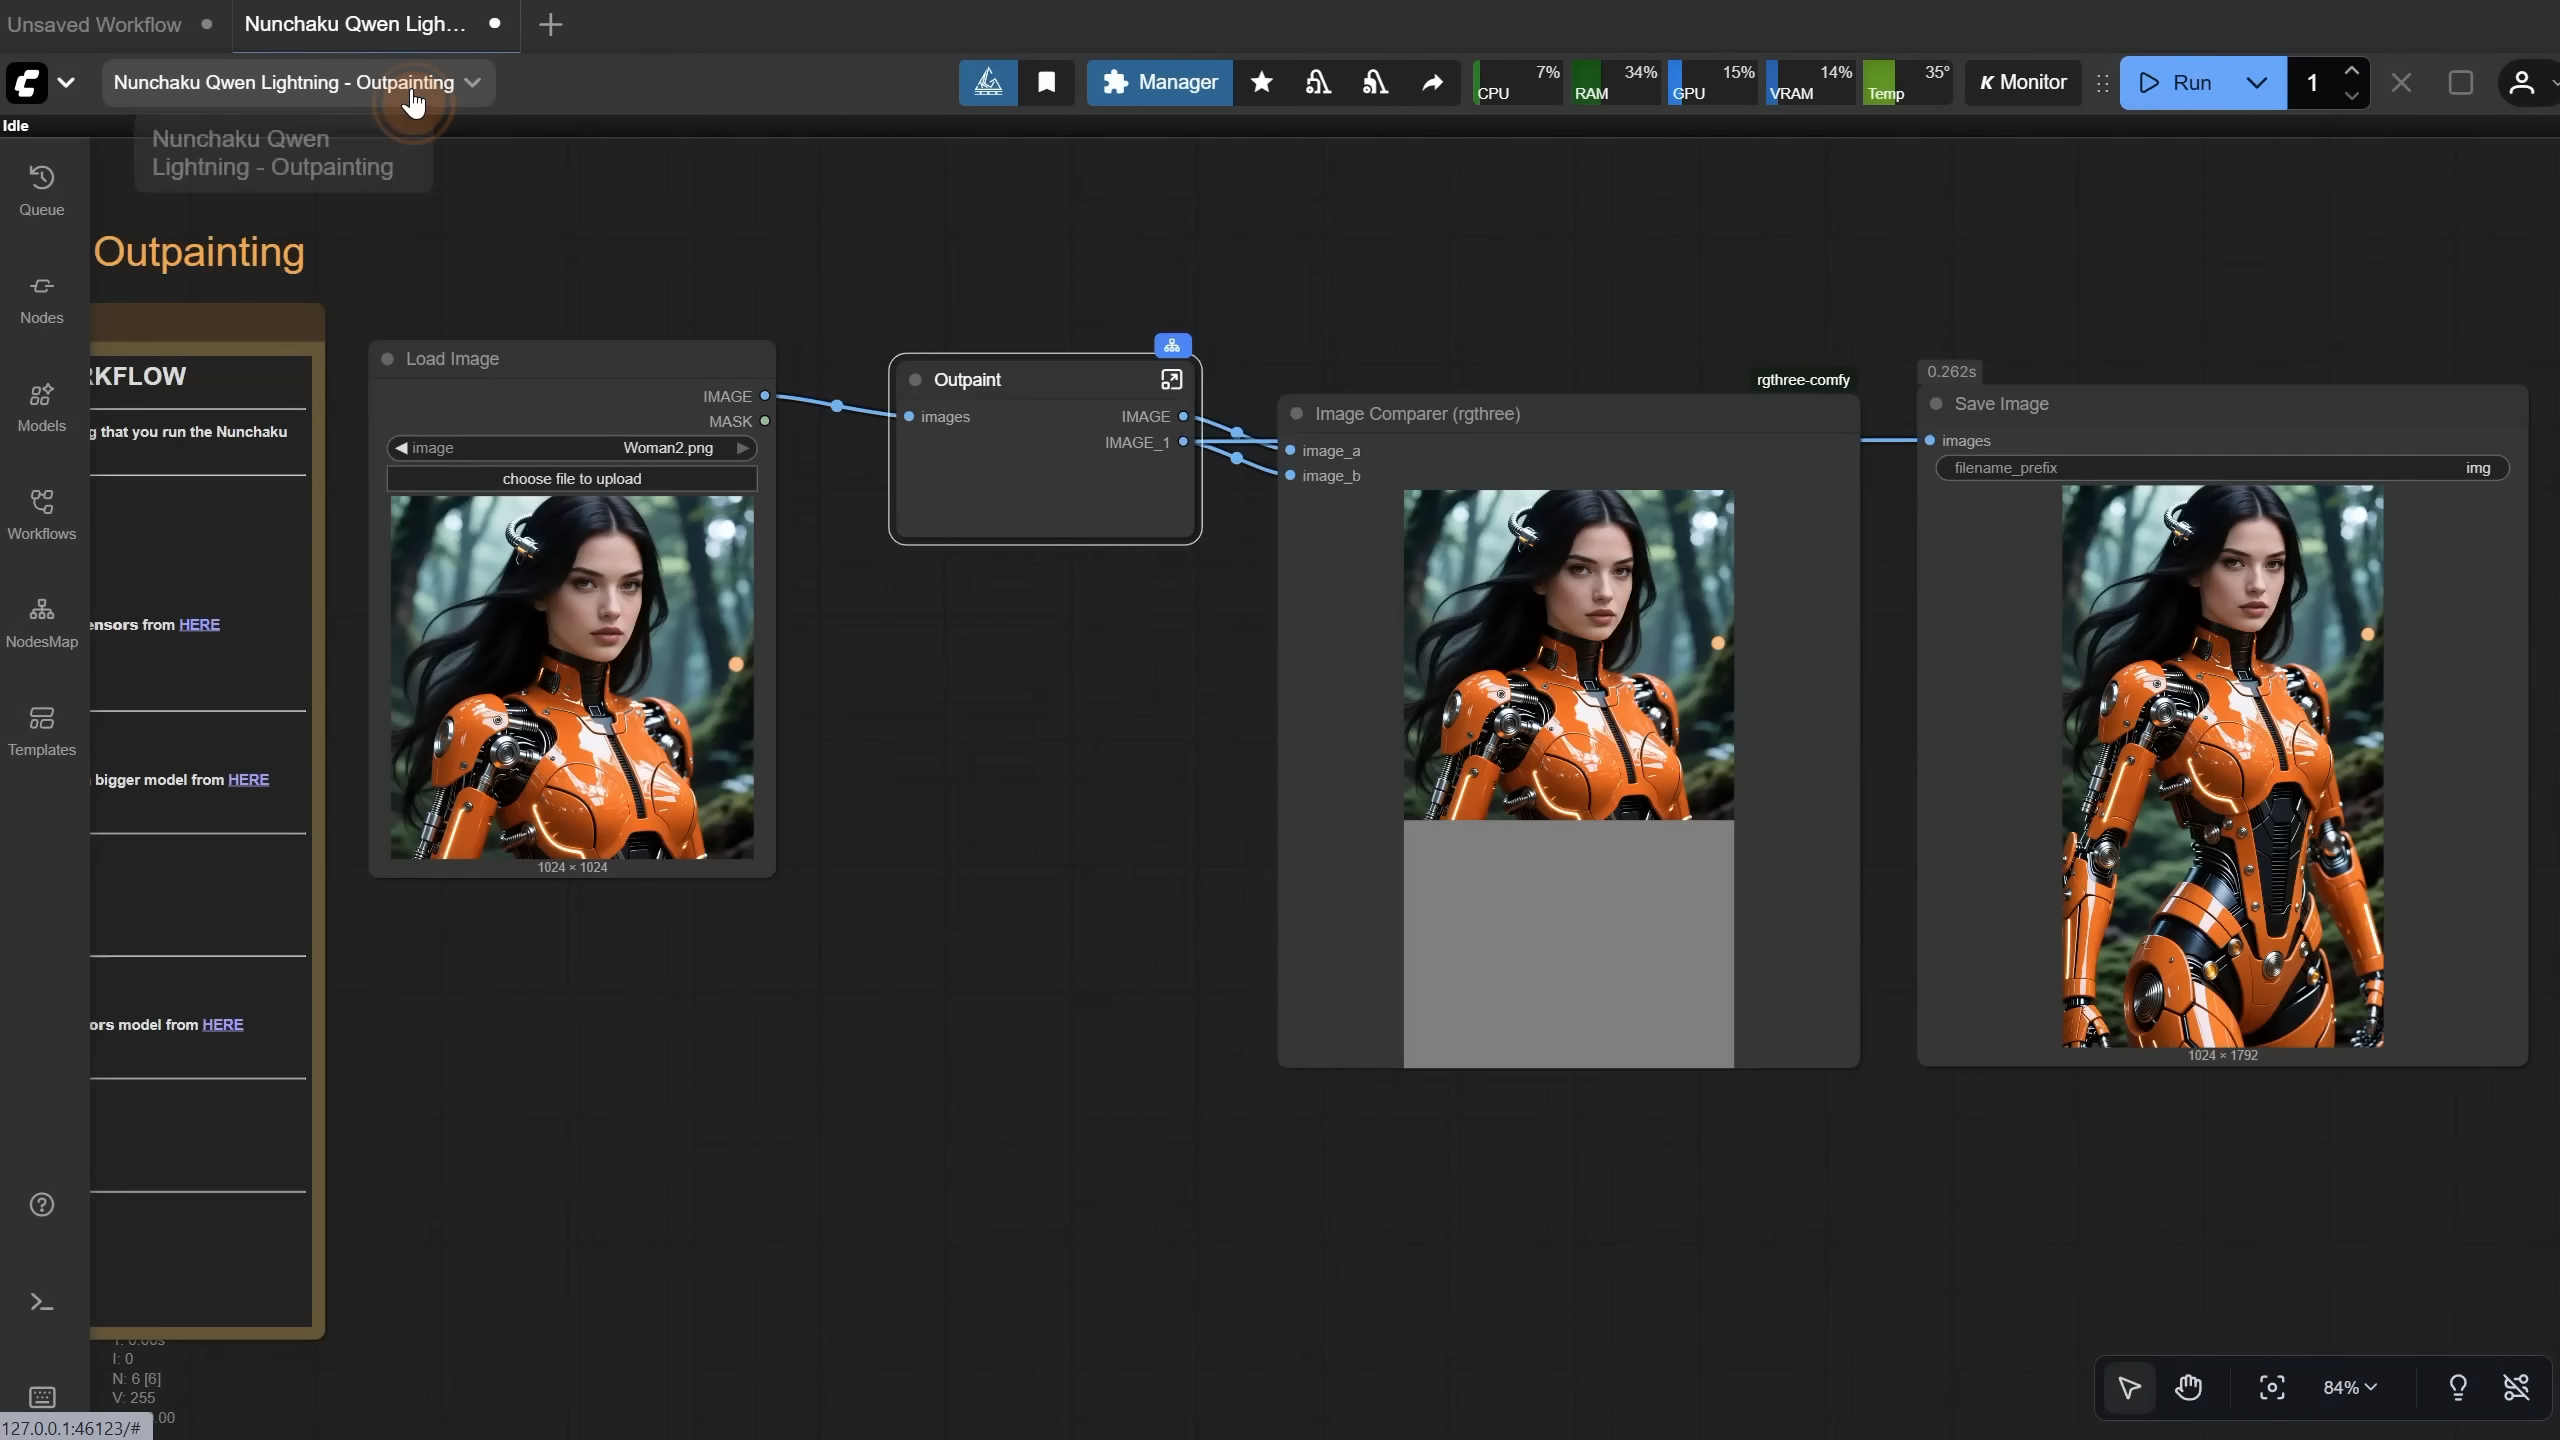 Unsaved Workflow
Nunchaku Qwen Ligh...
Nunchaku Qwen Lightning - Outpainting
Manager
CPU 7%
RAM 34%
GPU 15%
VRAM 14%
Temp 35°
K Monitor
Run
1
Idle
Nunchaku Qwen
Lightning - Outpainting
Queue
Nodes
Models
Workflows
NodesMap
Templates
Outpainting
RKFLOW
g that you run the Nunchaku
ensors from HERE
bigger model from HERE
ors model from HERE
Load Image
IMAGE
MASK
image Woman2.png
choose file to upload
1024 × 1024
Outpaint
images IMAGE
IMAGE_1
rgthree-comfy
Image Comparer (rgthree)
image_a
image_b
0.262s
Save Image
images
filename_prefix img
1024 × 1792
I: 0
N: 6 [6]
V: 255
.00
127.0.0.1:46123/#
84%